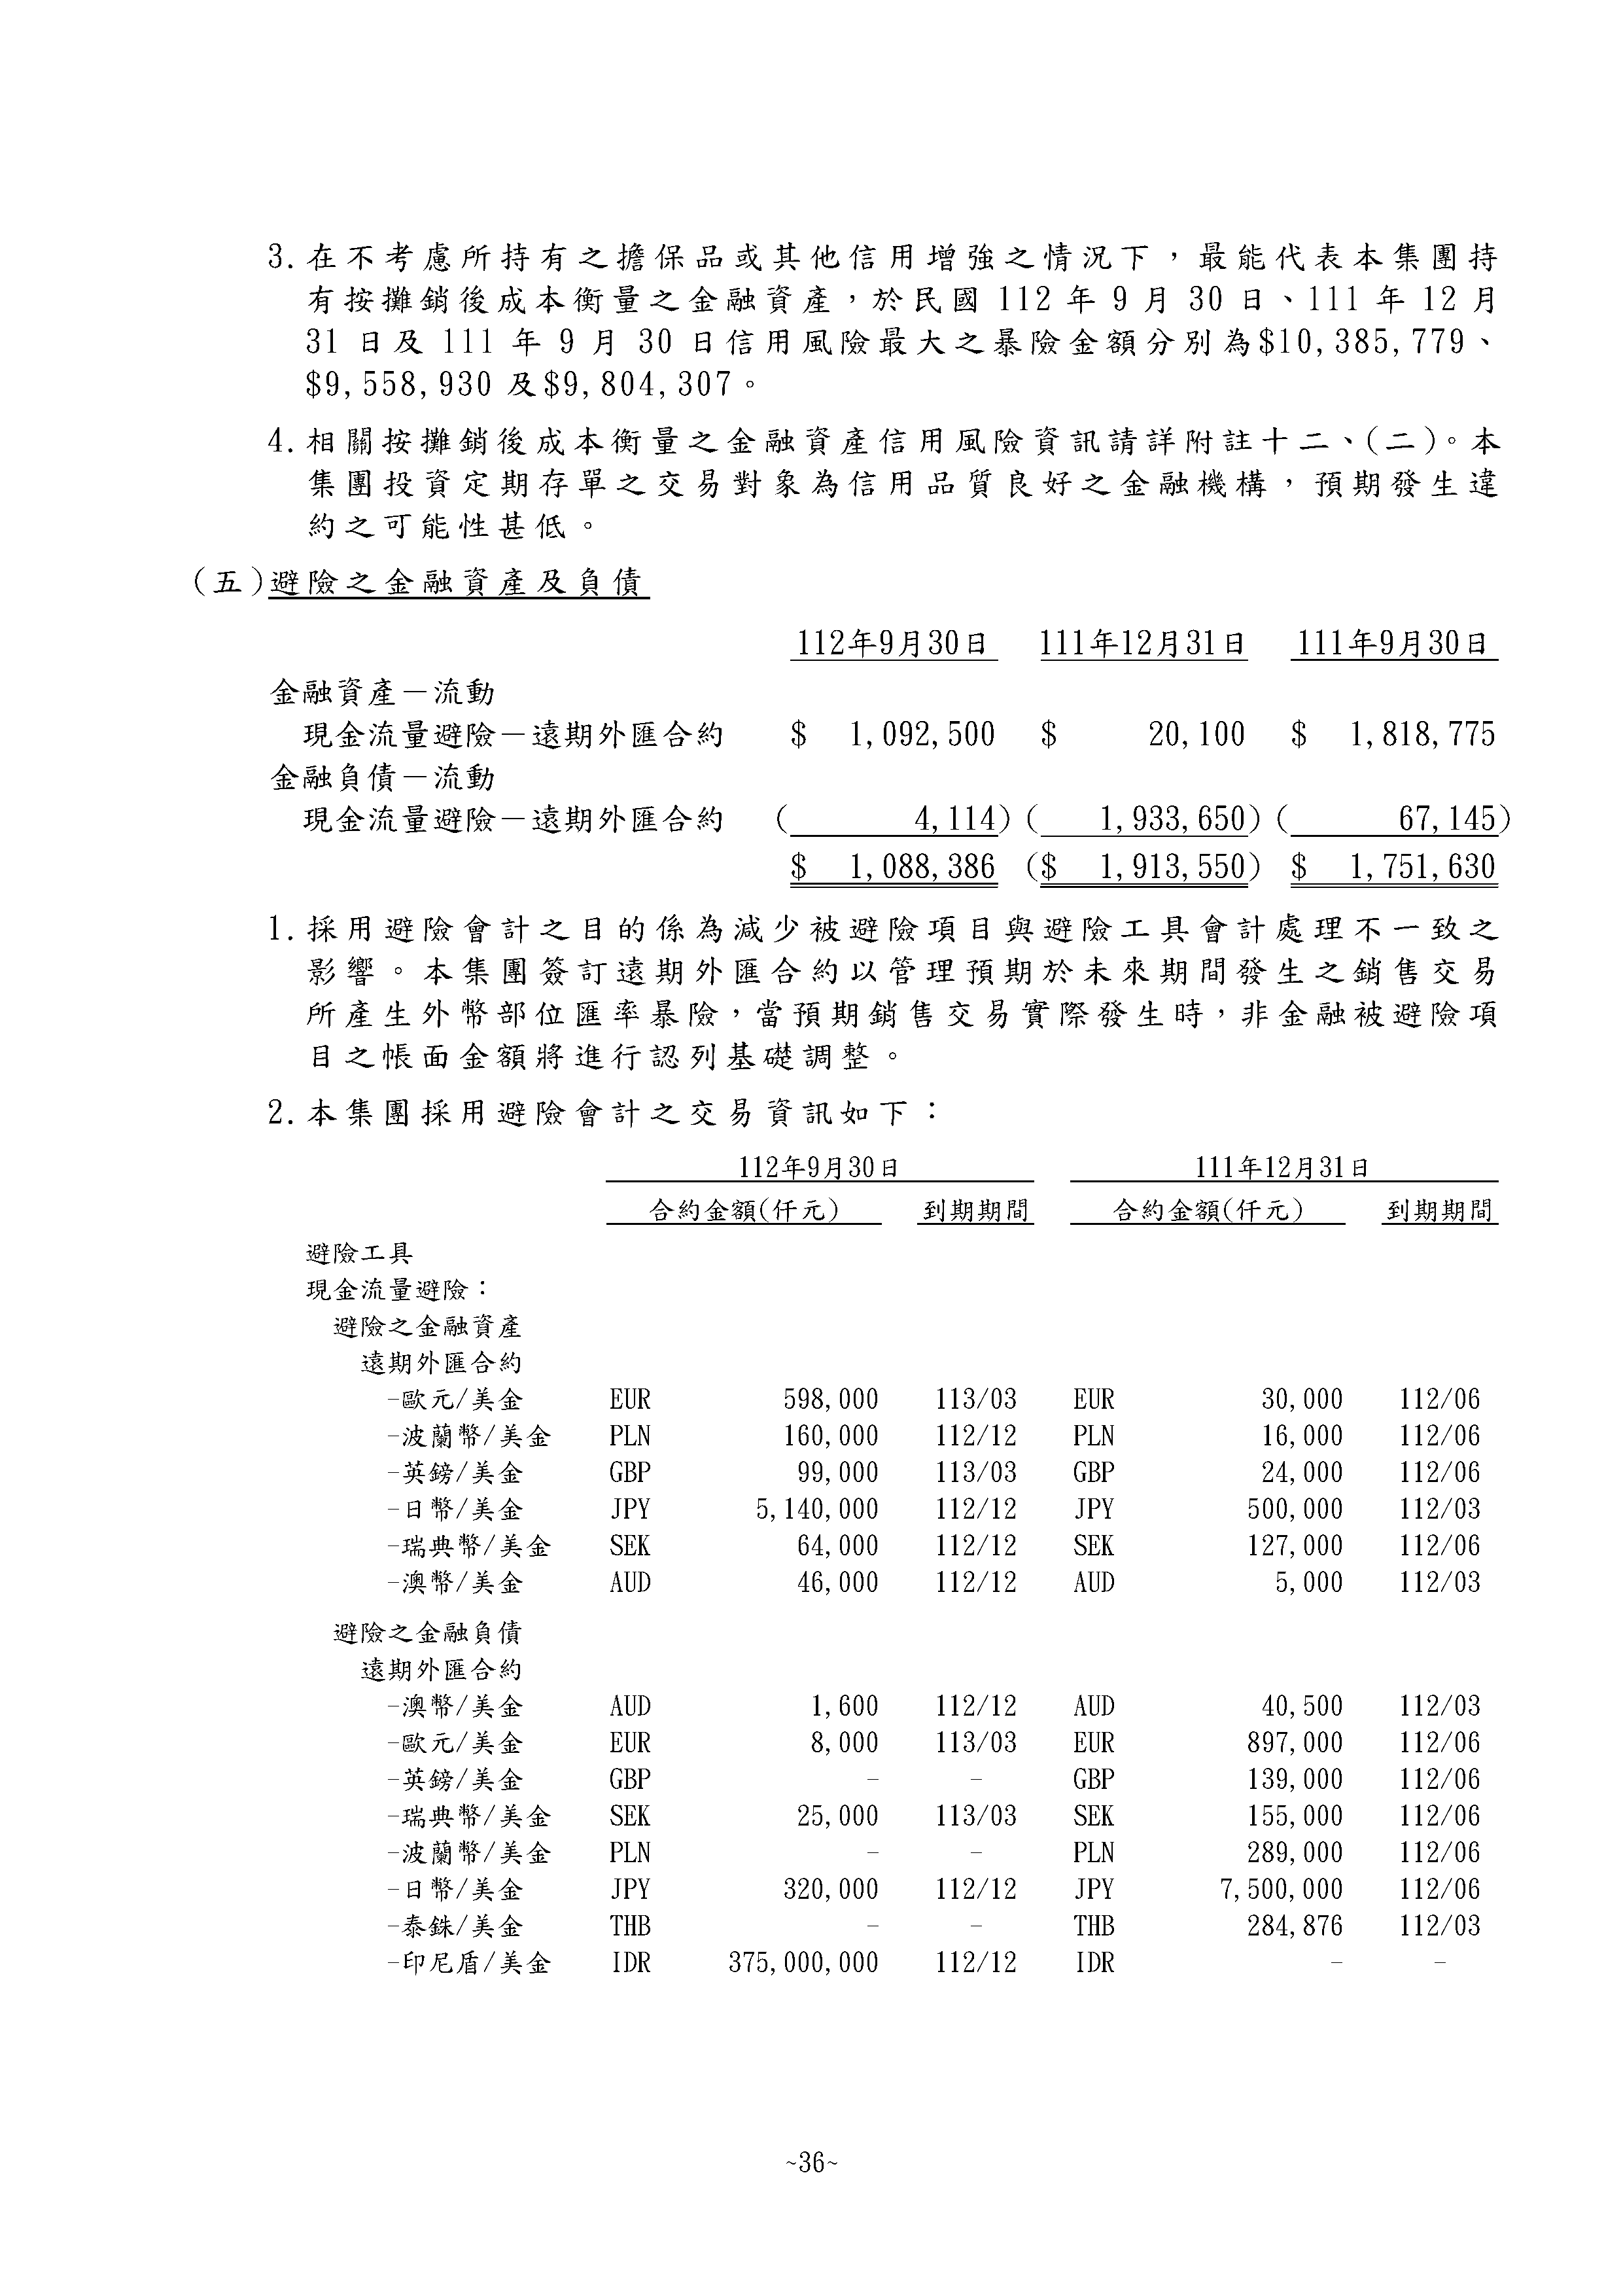 3.在不考慮所持有之擔保品或其他信用增強之情況下，最能代表本集團持
有按攤銷後成本衡量之金融資產，於民國 112 年 9 月 30 日、111 年 12 月
31 日及 111 年 9 月 30 日信用風險最大之暴險金額分別為$10,385,779、
$9,558,930 及$9,804,307。
4.相關按攤銷後成本衡量之金融資產信用風險資訊請詳附註十二、(二)。本
集團投資定期存單之交易對象為信用品質良好之金融機構，預期發生違
約之可能性甚低。
(五)避險之金融資產及負債
112年9月30日 111年12月31日 111年9月30日
金融資產－流動
現金流量避險－遠期外匯合約 $ 1,092,500 $ 20,100 $ 1,818,775
金融負債－流動
現金流量避險－遠期外匯合約 ( 4,114) ( 1,933,650) ( 67,145)
$ 1,088,386 ($ 1,913,550) $ 1,751,630
1.採用避險會計之目的係為減少被避險項目與避險工具會計處理不一致之
影響。本集團簽訂遠期外匯合約以管理預期於未來期間發生之銷售交易
所產生外幣部位匯率暴險，當預期銷售交易實際發生時，非金融被避險項
目之帳面金額將進行認列基礎調整。
2.本集團採用避險會計之交易資訊如下：
112年9月30日 111年12月31日
合約金額(仟元) 到期期間 合約金額(仟元) 到期期間
避險工具
現金流量避險：
避險之金融資產
遠期外匯合約
-歐元/美金 EUR 598,000 113/03 EUR 30,000 112/06
-波蘭幣/美金 PLN 160,000 112/12 PLN 16,000 112/06
-英鎊/美金 GBP 99,000 113/03 GBP 24,000 112/06
-日幣/美金 JPY 5,140,000 112/12 JPY 500,000 112/03
-瑞典幣/美金 SEK 64,000 112/12 SEK 127,000 112/06
-澳幣/美金 AUD 46,000 112/12 AUD 5,000 112/03
避險之金融負債
遠期外匯合約
-澳幣/美金 AUD 1,600 112/12 AUD 40,500 112/03
-歐元/美金 EUR 8,000 113/03 EUR 897,000 112/06
-英鎊/美金 GBP - - GBP 139,000 112/06
-瑞典幣/美金 SEK 25,000 113/03 SEK 155,000 112/06
-波蘭幣/美金 PLN - - PLN 289,000 112/06
-日幣/美金 JPY 320,000 112/12 JPY 7,500,000 112/06
-泰銖/美金 THB - - THB 284,876 112/03
-印尼盾/美金 IDR 375,000,000 112/12 IDR - -
~36~